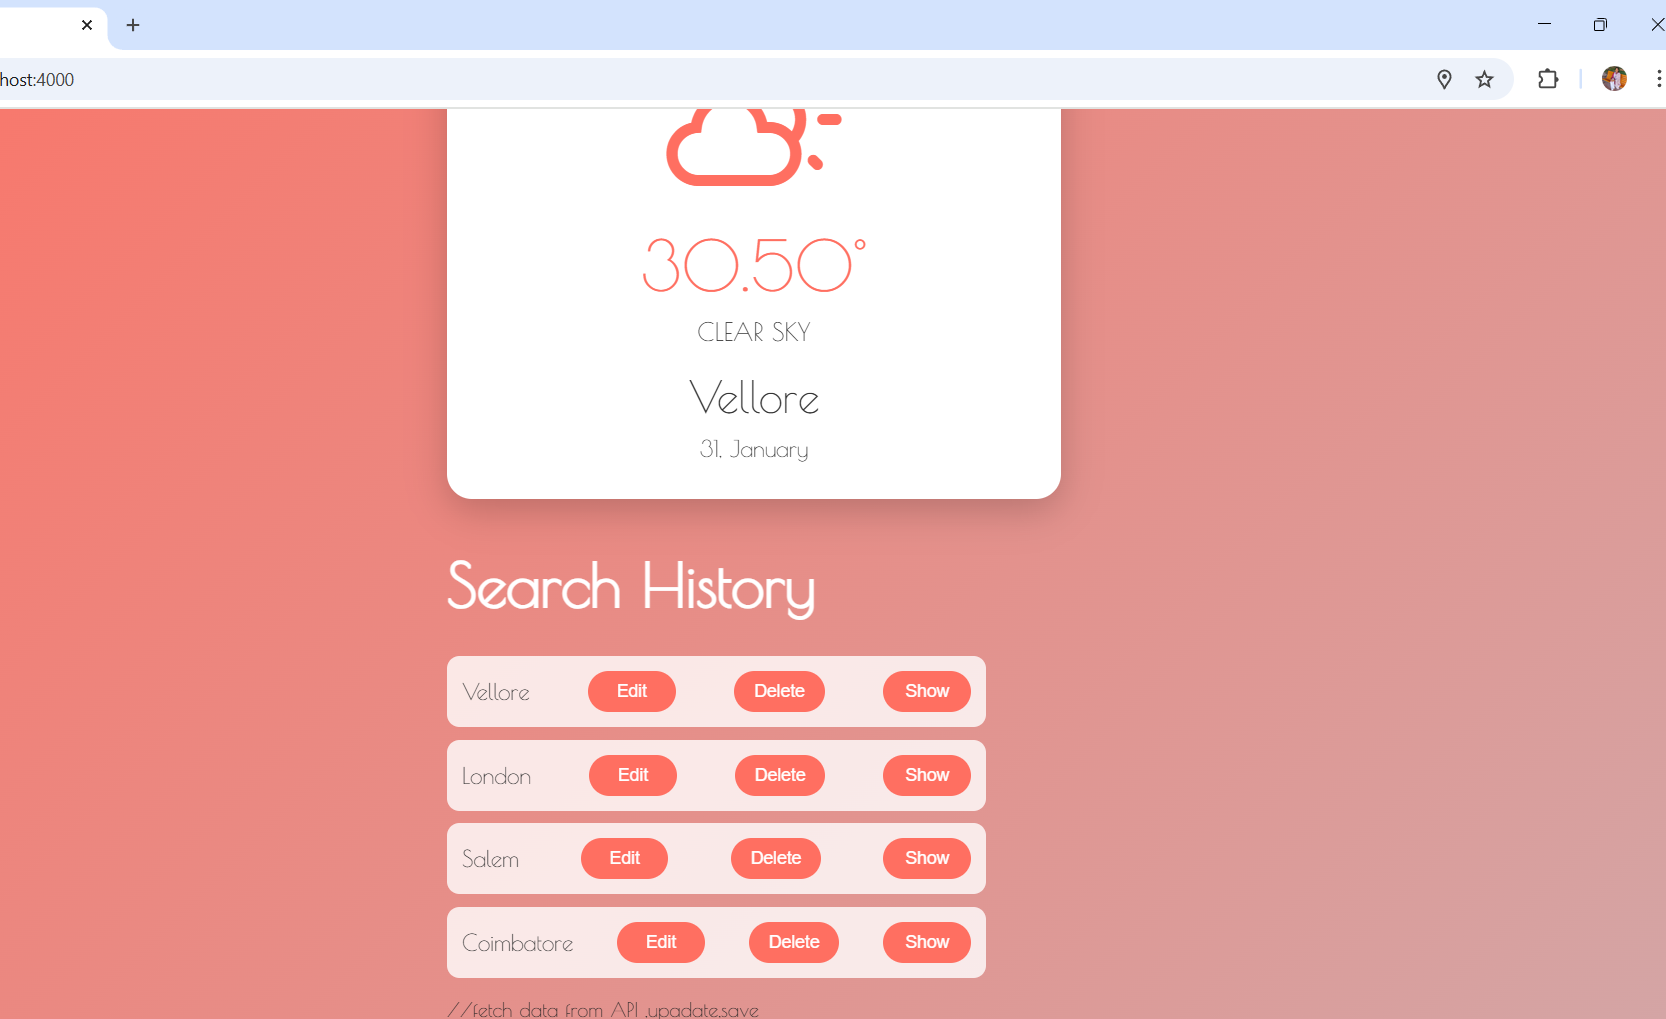 host:4000
30.50°
CLEAR SKY
Vellore
31, January
Search History
Vellore Edit Delete Show
London Edit Delete Show
Salem Edit Delete Show
Coimbatore Edit Delete Show
//fetch data from API ,upadate,save